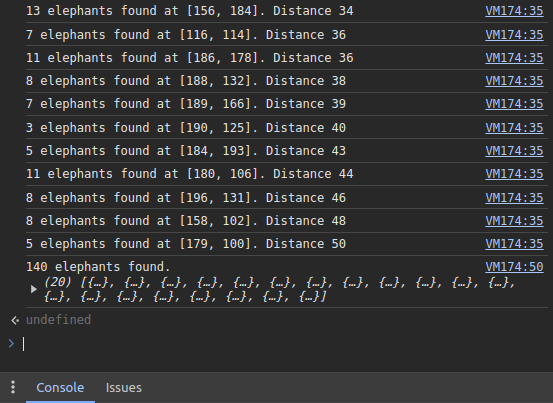 13 elephants found at [156, 184]. Distance 34 VM174:35
7 elephants found at [116, 114]. Distance 36 VM174:35
11 elephants found at [186, 178]. Distance 36 VM174:35
8 elephants found at [188, 132]. Distance 38 VM174:35
7 elephants found at [189, 166]. Distance 39 VM174:35
3 elephants found at [190, 125]. Distance 40 VM174:35
5 elephants found at [184, 193]. Distance 43 VM174:35
11 elephants found at [180, 106]. Distance 44 VM174:35
8 elephants found at [196, 131]. Distance 46 VM174:35
8 elephants found at [158, 102]. Distance 48 VM174:35
5 elephants found at [179, 100]. Distance 50 VM174:35
140 elephants found. VM174:50
(20) [{…}, {…}, {…}, {…}, {…}, {…}, {…}, {…}, {…}, {…}, {…}, {…},
{…}, {…}, {…}, {…}, {…}, {…}, {…}, {…}]
undefined
Console Issues